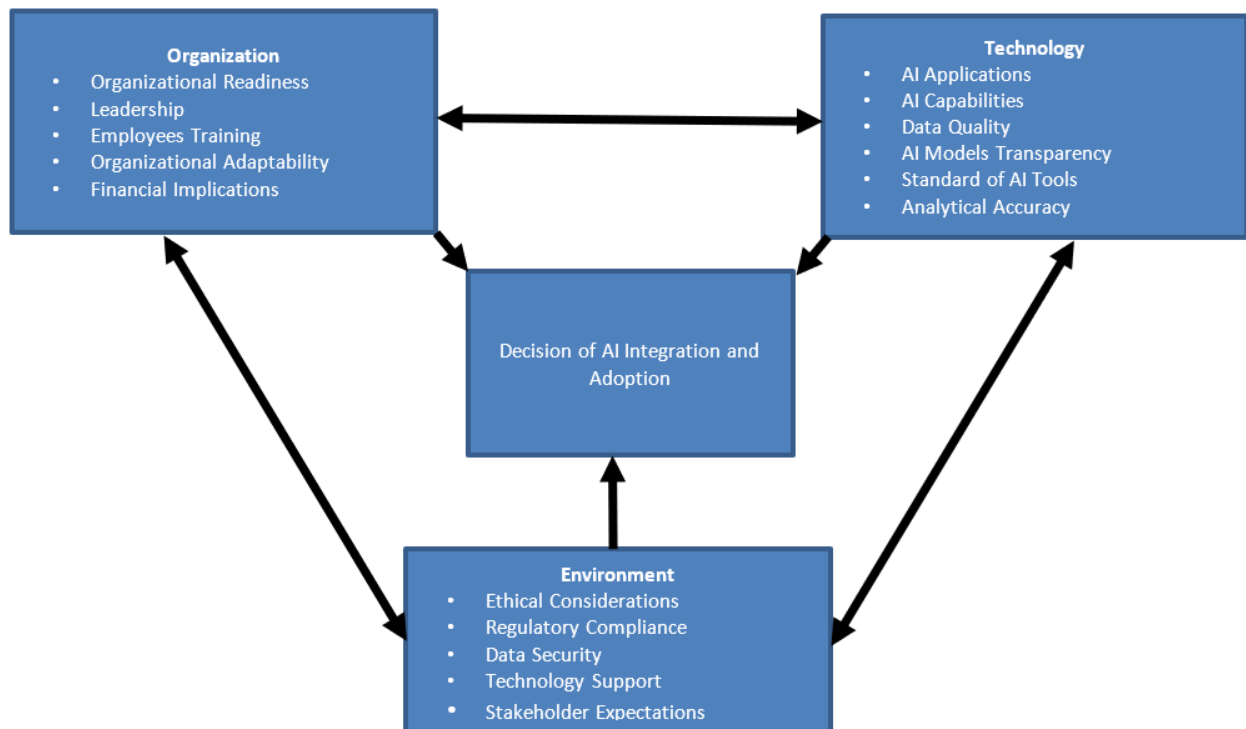 Organization
• Organizational Readiness
• Leadership
• Employees Training
• Organizational Adaptability
• Financial Implications
Technology
• AI Applications
• AI Capabilities
• Data Quality
• AI Models Transparency
• Standard of AI Tools
• Analytical Accuracy
Decision of AI Integration and
Adoption
Environment
• Ethical Considerations
• Regulatory Compliance
• Data Security
• Technology Support
• Stakeholder Expectations